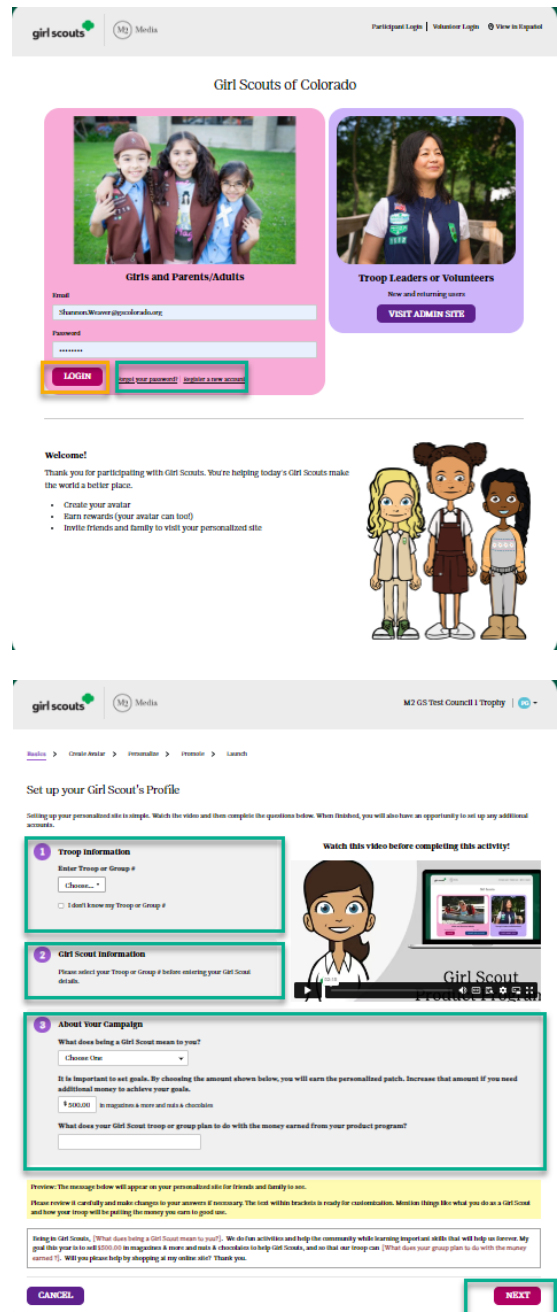 girl scouts
M2 Media
Participant Login | Volunteer Login View in Español
Girl Scouts of Colorado
Girls and Parents/Adults
Email
Shannon.Weaver@gscolorado.org
Password
••••••••
LOGIN
Forgot your password? | Register a new account
Troop Leaders or Volunteers
New and returning users
VISIT ADMIN SITE
Welcome!
Thank you for participating with Girl Scouts. You're helping today's Girl Scouts make
the world a better place.
• Create your avatar
• Earn rewards (your avatar can too!)
• Invite friends and family to visit your personalized site
girl scouts
M2 Media
M2 GS Test Council 1 Trophy |
Basics > Create Avatar > Personalize > Promote > Launch
Set up your Girl Scout's Profile
Setting up your personalized site is simple. Watch the video and then complete the questions below. When finished, you will also have an opportunity to set up any additional
accounts.
1 Troop Information
Enter Troop or Group #
Choose...
I don't know my Troop or Group #
2 Girl Scout Information
Please select your Troop or Group # before entering your Girl Scout
details.
Watch this video before completing this activity!
Girl Scout
Product Program
3 About Your Campaign
What does being a Girl Scout mean to you?
Choose One
It is important to set goals. By choosing the amount shown below, you will earn the personalized patch. Increase that amount if you need
additional money to achieve your goals.
$ 500.00 in magazines & more and nuts & chocolates
What does your Girl Scout troop or group plan to do with the money earned from your product program?
Preview: The message below will appear on your personalized site for friends and family to see.
Please review it carefully and make changes to your answers if necessary. The text within brackets is ready for customization. Mention things like what you do as a Girl Scout
and how your troop will be putting the money you earn to good use.
Being in Girl Scouts, [What does being a Girl Scout mean to you?]. We do fun activities and help the community while learning important skills that will help us forever. My
goal this year is to sell $500.00 in magazines & more and nuts & chocolates to help Girl Scouts, and so that our troop can [What does your group plan to do with the money
earned ?]. Will you please help by shopping at my online site? Thank you.
CANCEL
NEXT